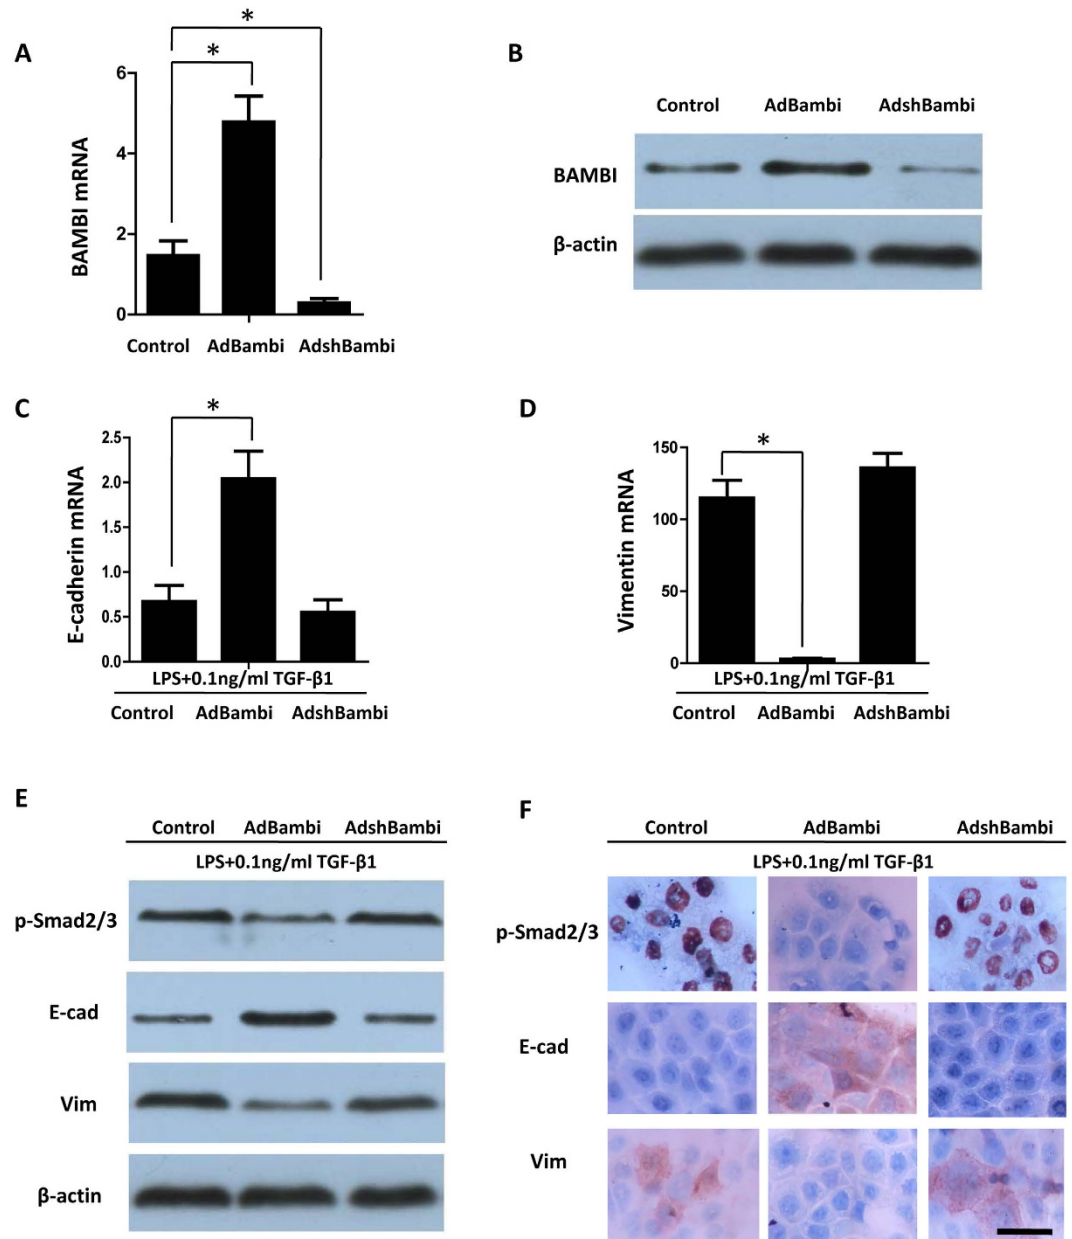 A
*
*
BAMBI mRNA
6
4
2
0
Control AdBambi AdshBambi
B
Control AdBambi AdshBambi
BAMBI
β-actin
C
*
E-cadherin mRNA
2.5
2.0
1.5
1.0
0.5
0.0
LPS+0.1ng/ml TGF-β1
Control AdBambi AdshBambi
D
*
Vimentin mRNA
150
100
50
0
LPS+0.1ng/ml TGF-β1
Control AdBambi AdshBambi
E
Control AdBambi AdshBambi
LPS+0.1ng/ml TGF-β1
p-Smad2/3
E-cad
Vim
β-actin
F
Control AdBambi AdshBambi
LPS+0.1ng/ml TGF-β1
p-Smad2/3
E-cad
Vim